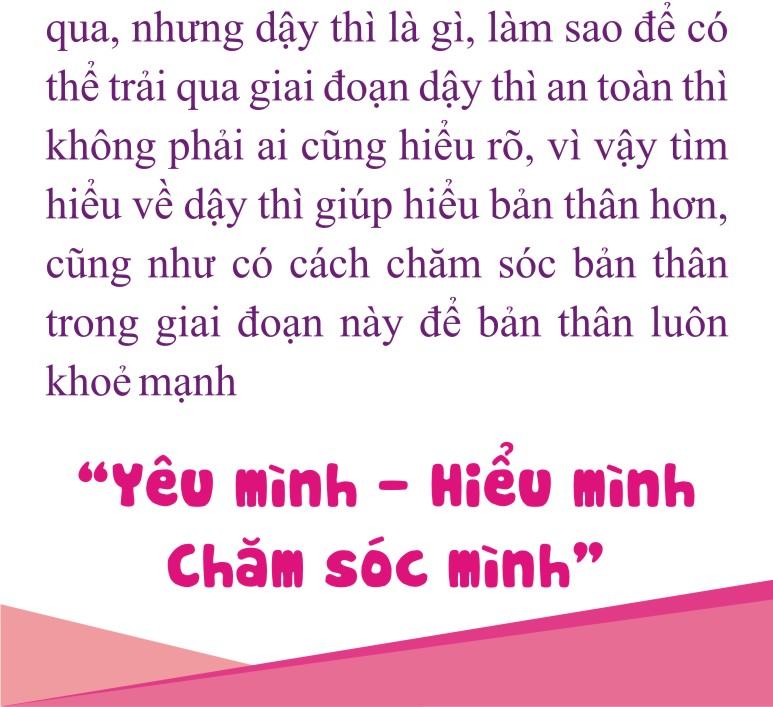 qua, nhưng dậy thì là gì, làm sao để có
thể trải qua giai đoạn dậy thì an toàn thì
không phải ai cũng hiểu rõ, vì vậy tìm
hiểu về dậy thì giúp hiểu bản thân hơn,
cũng như có cách chăm sóc bản thân
trong giai đoạn này để bản thân luôn
khoẻ mạnh
“Yêu mình – Hiểu mình
Chăm sóc mình”